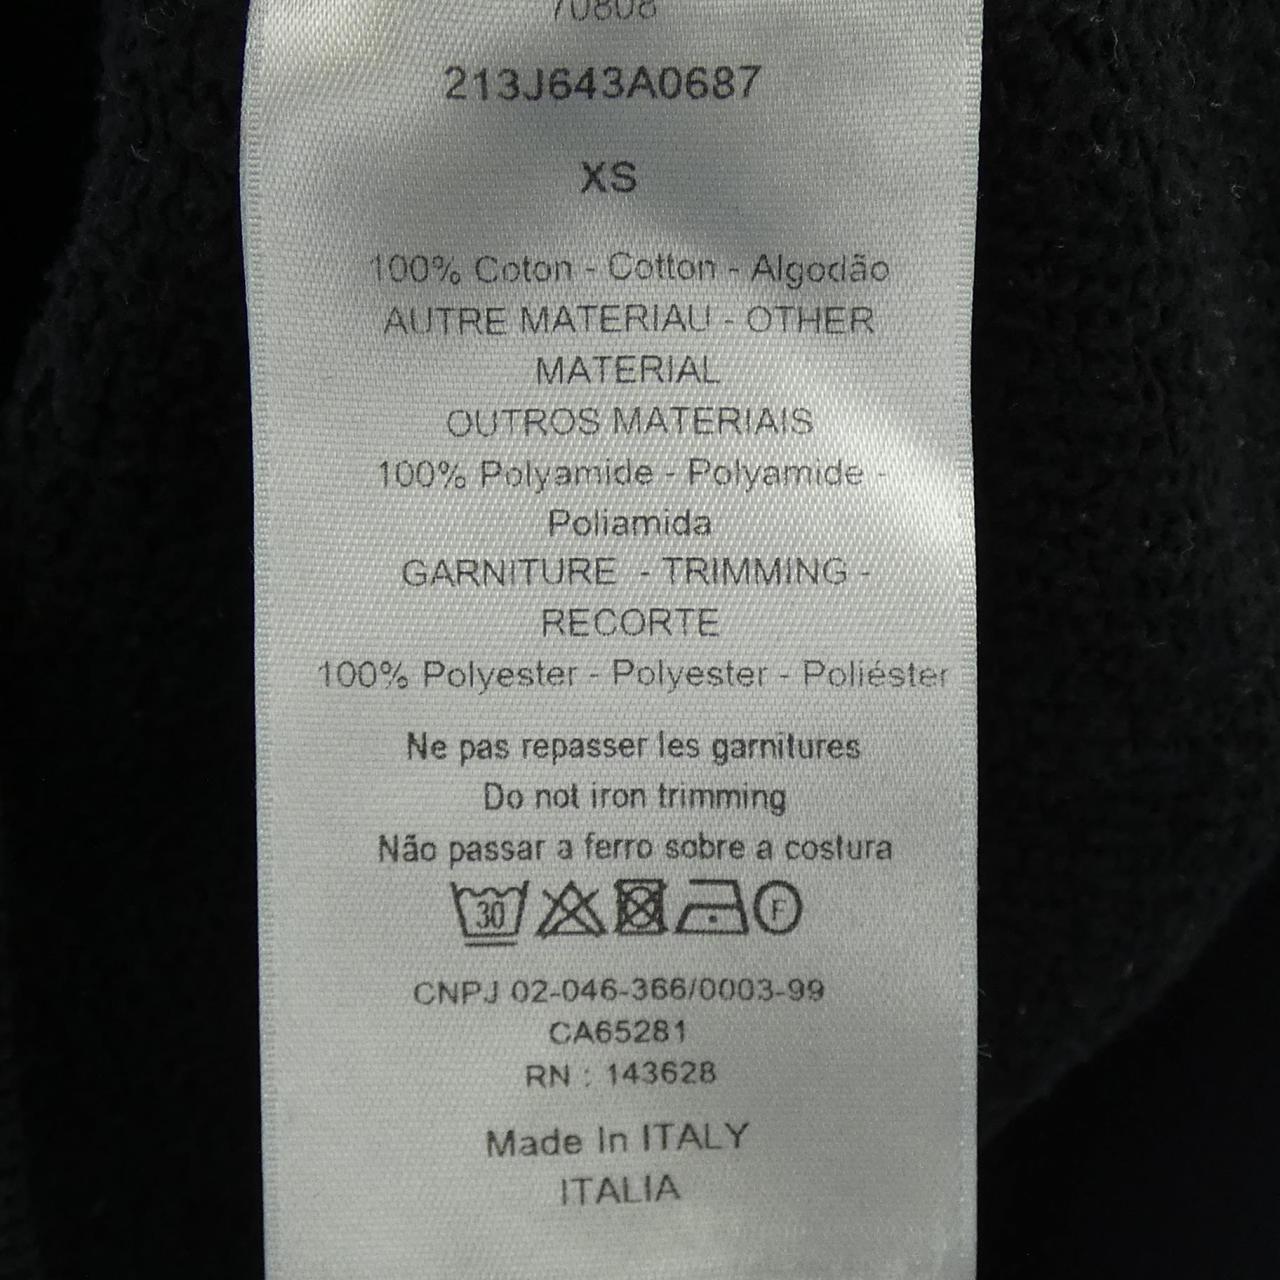 70808
213J643A0687
XS
100% Coton - Cotton - Algodão
AUTRE MATERIAU - OTHER
MATERIAL
OUTROS MATERIAIS
100% Polyamide - Polyamide -
Poliamida
GARNITURE - TRIMMING -
RECORTE
100% Polyester - Polyester - Poliéster
Ne pas repasser les garnitures
Do not iron trimming
Não passar a ferro sobre a costura
30 F
CNPJ 02-046-366/0003-99
CA65281
RN : 143628
Made In ITALY
ITALIA